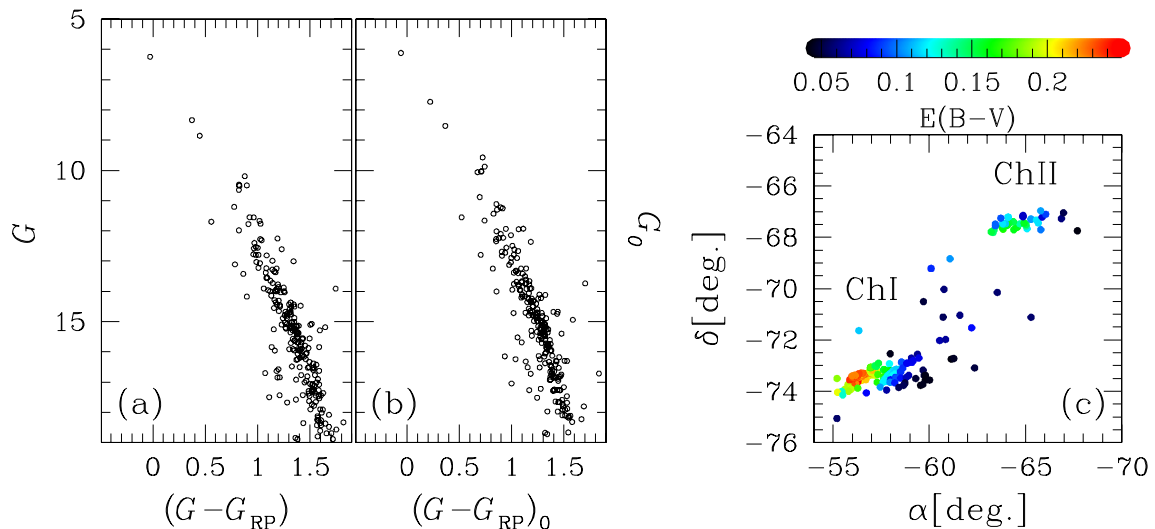 5
10
15
G
(a)
0 0.5 1 1.5
(G−G_RP)
(b)
0 0.5 1 1.5
(G−G_RP)_0
G_0
0.05 0.1 0.15 0.2
E(B−V)
−64
−66
−68
−70
−72
−74
−76
δ[deg.]
ChII
ChI
(c)
−55 −60 −65 −70
α[deg.]